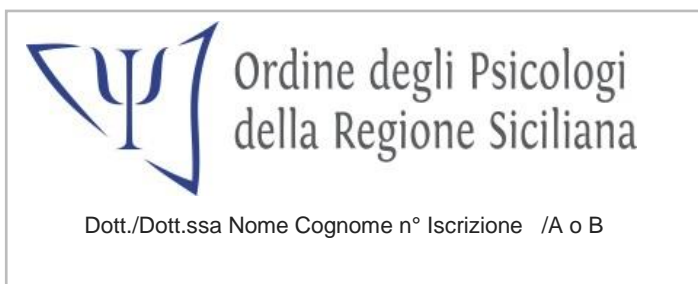 Ordine degli Psicologi
della Regione Siciliana
Dott./Dott.ssa Nome Cognome n° Iscrizione /A o B